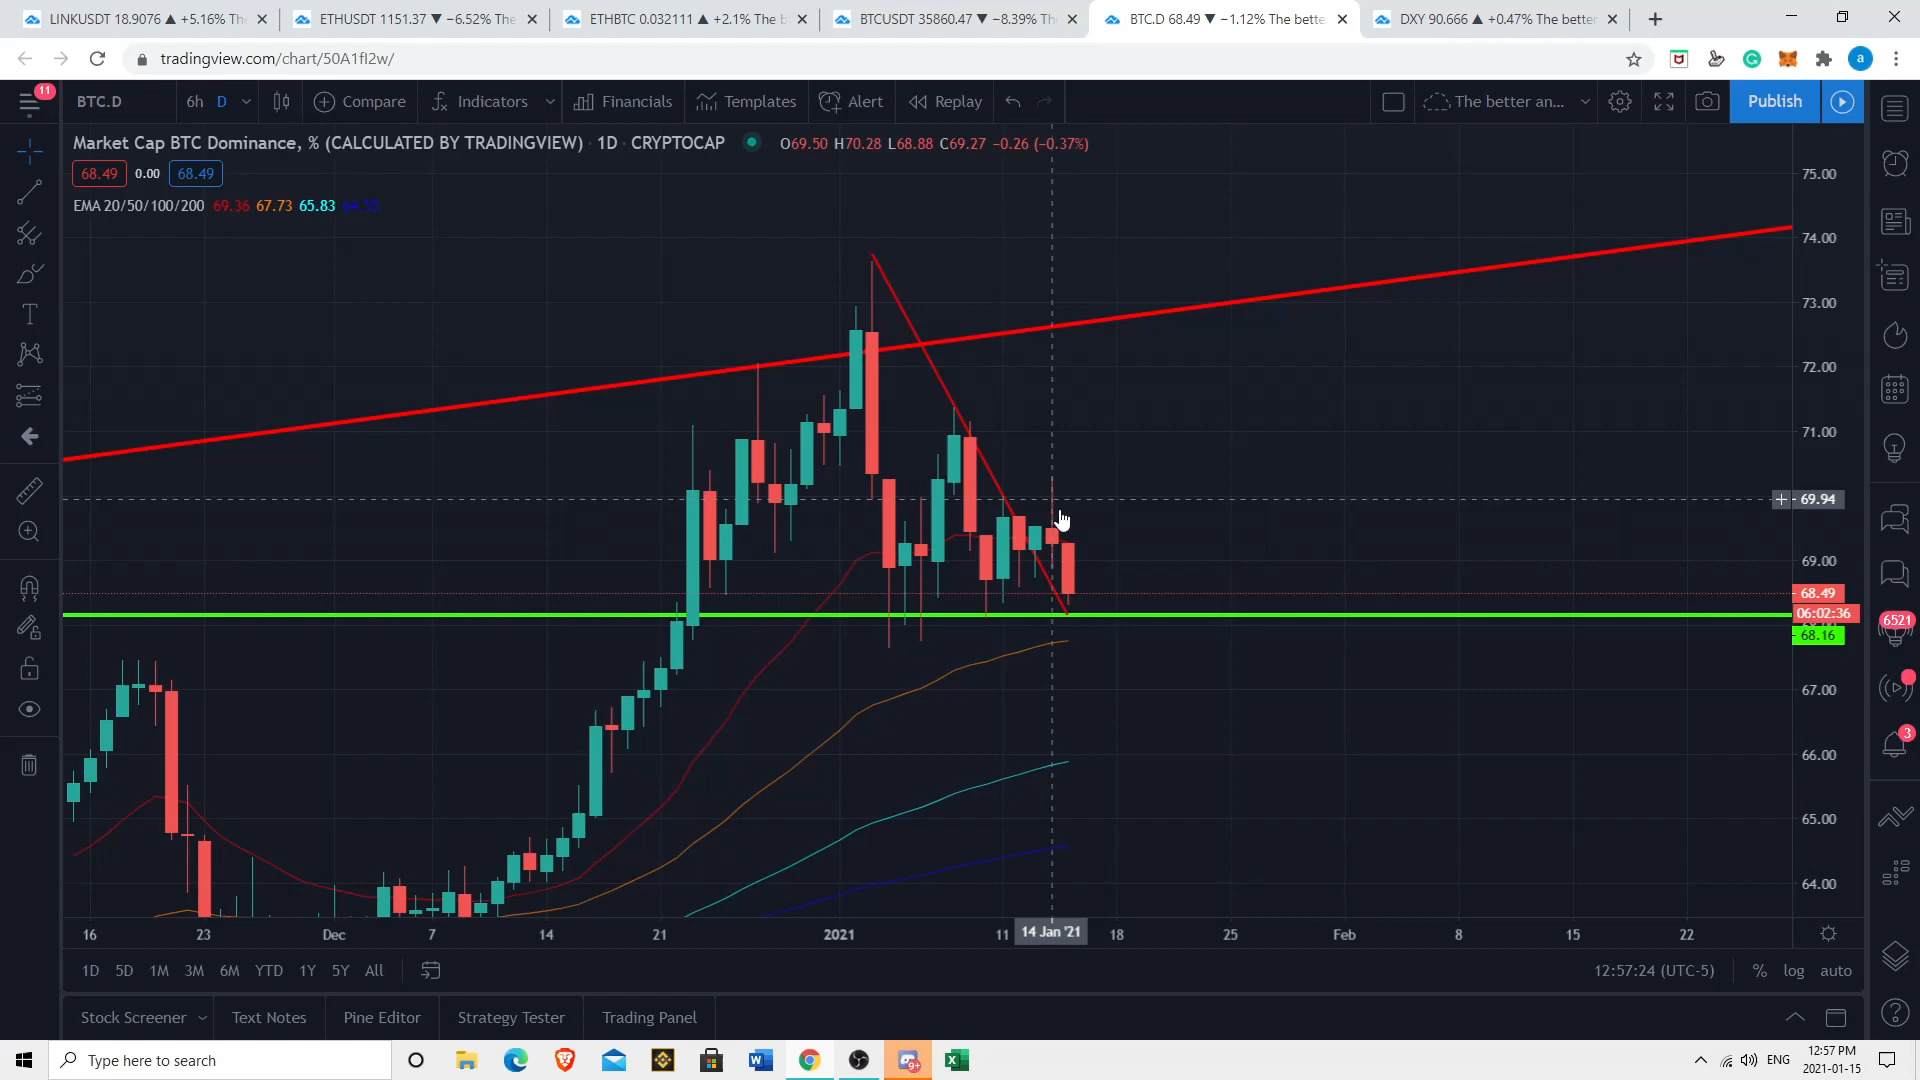 LINKUSDT 18.9076 ▲ +5.16% The
ETHUSDT 1151.37 ▼ −6.52% The
ETHBTC 0.032111 ▲ +2.1% The b
BTCUSDT 35860.47 ▼ −8.39% Th
BTC.D 68.49 ▼ −1.12% The bette
DXY 90.666 ▲ +0.47% The better
tradingview.com/chart/50A1fI2w/
a
11
BTC.D
6h D
Compare
Indicators
Financials
Templates
Alert
Replay
The better an...
Publish
Market Cap BTC Dominance, % (CALCULATED BY TRADINGVIEW) · 1D · CRYPTOCAP
O69.50 H70.28 L68.88 C69.27 −0.26 (−0.37%)
68.49 0.00 68.49
EMA 20/50/100/200 69.36 67.73 65.83 64.55
75.00
74.00
73.00
72.00
71.00
69.94
69.00
68.49
06:02:36
68.16
67.00
66.00
65.00
64.00
6521
3
16 23 Dec 7 14 21 2021 11 14 Jan '21 18 25 Feb 8 15 22
1D 5D 1M 3M 6M YTD 1Y 5Y All
12:57:24 (UTC-5) % log auto
Stock Screener Text Notes Pine Editor Strategy Tester Trading Panel
Type here to search
9+
ENG
12:57 PM
2021-01-15